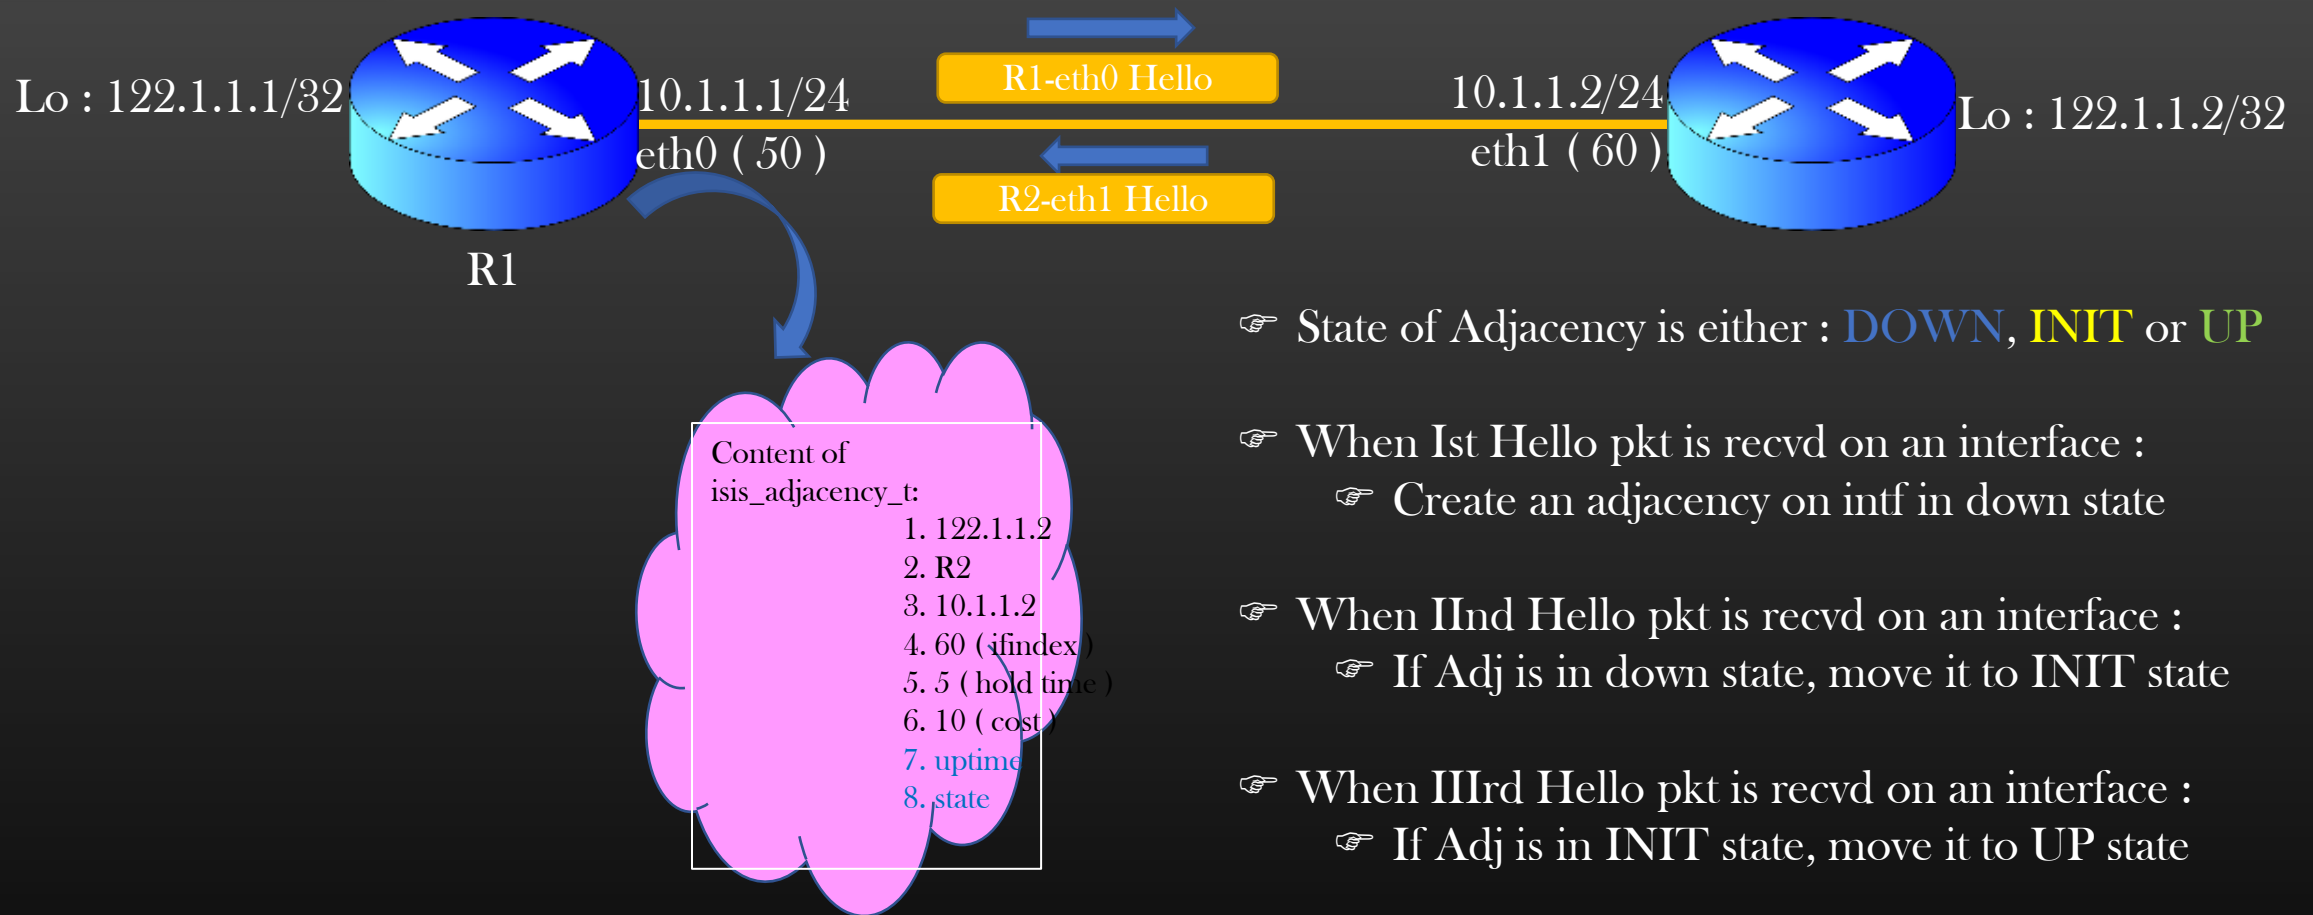 Lo : 122.1.1.1/32
10.1.1.1/24
eth0 ( 50 )
R1
R1-eth0 Hello
R2-eth1 Hello
10.1.1.2/24
eth1 ( 60 )
Lo : 122.1.1.2/32
Content of
isis_adjacency_t:
1. 122.1.1.2
2. R2
3. 10.1.1.2
4. 60 ( ifindex )
5. 5 ( hold time )
6. 10 ( cost )
7. uptime
8. state
☞ State of Adjacency is either : DOWN, INIT or UP
☞ When Ist Hello pkt is recvd on an interface :
☞ Create an adjacency on intf in down state
☞ When IInd Hello pkt is recvd on an interface :
☞ If Adj is in down state, move it to INIT state
☞ When IIIrd Hello pkt is recvd on an interface :
☞ If Adj is in INIT state, move it to UP state